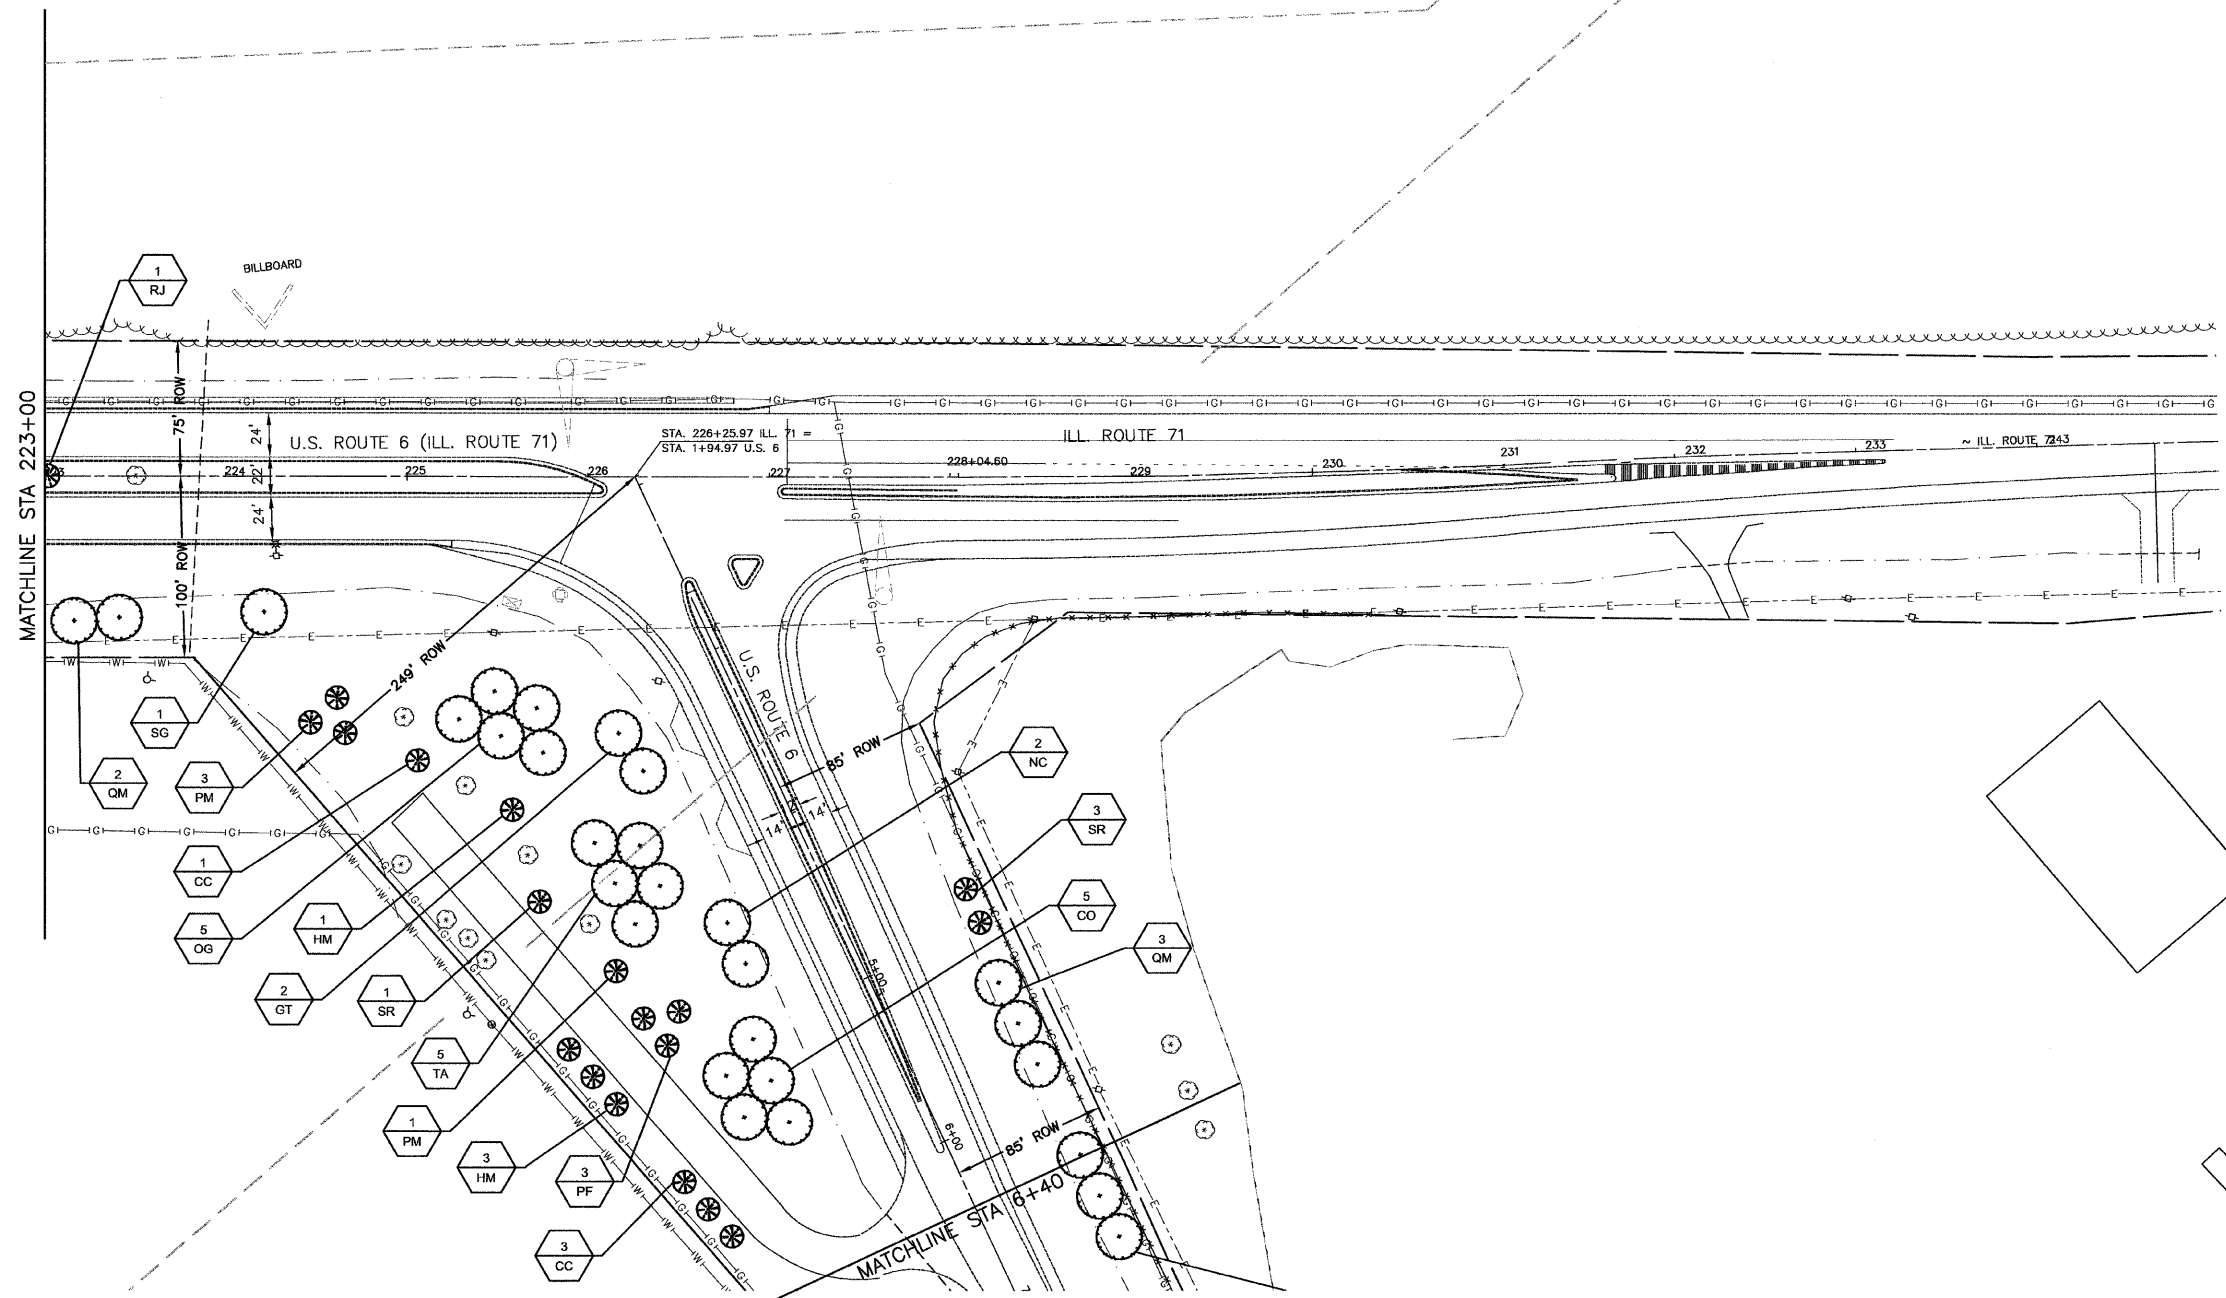 1
RJ
BILLBOARD
MATCHLINE STA 223+00
75' ROW
24'
U.S. ROUTE 6 (ILL. ROUTE 71)
STA. 226+25.97 ILL. 71 =
STA. 1+94.97 U.S. 6
ILL. ROUTE 71
~ ILL. ROUTE
224
22'
225
226
227
228+04.60
229
230
231
232
233
24'
100' ROW
249' ROW
U.S. ROUTE 6
85' ROW
14'
14'
1
SG
2
QM
3
PM
1
CC
5
OG
1
HM
2
GT
1
SR
5
TA
1
PM
3
HM
3
PF
3
CC
2
NC
3
SR
5
CO
3
QM
5+00
6+00
85' ROW
MATCHLINE STA 6+40